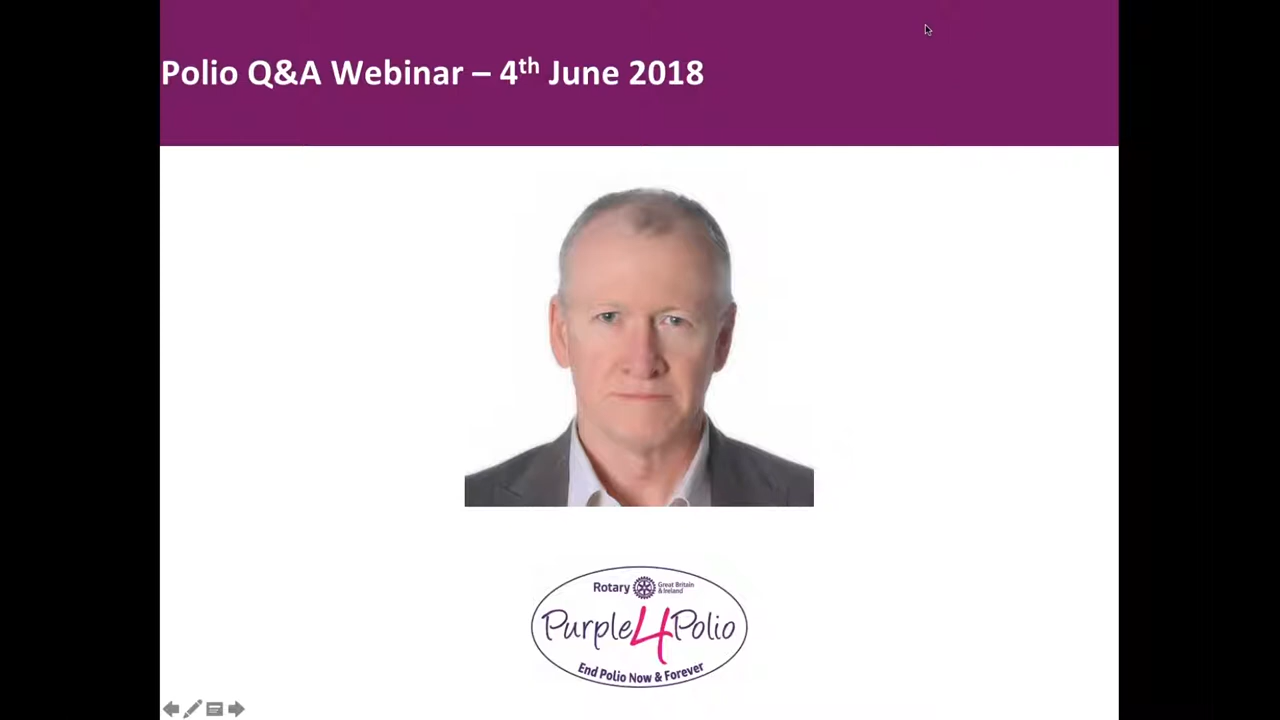 Polio Q&A Webinar – 4th June 2018
Rotary
Great Britain
& Ireland
Purple4Polio
End Polio Now & Forever